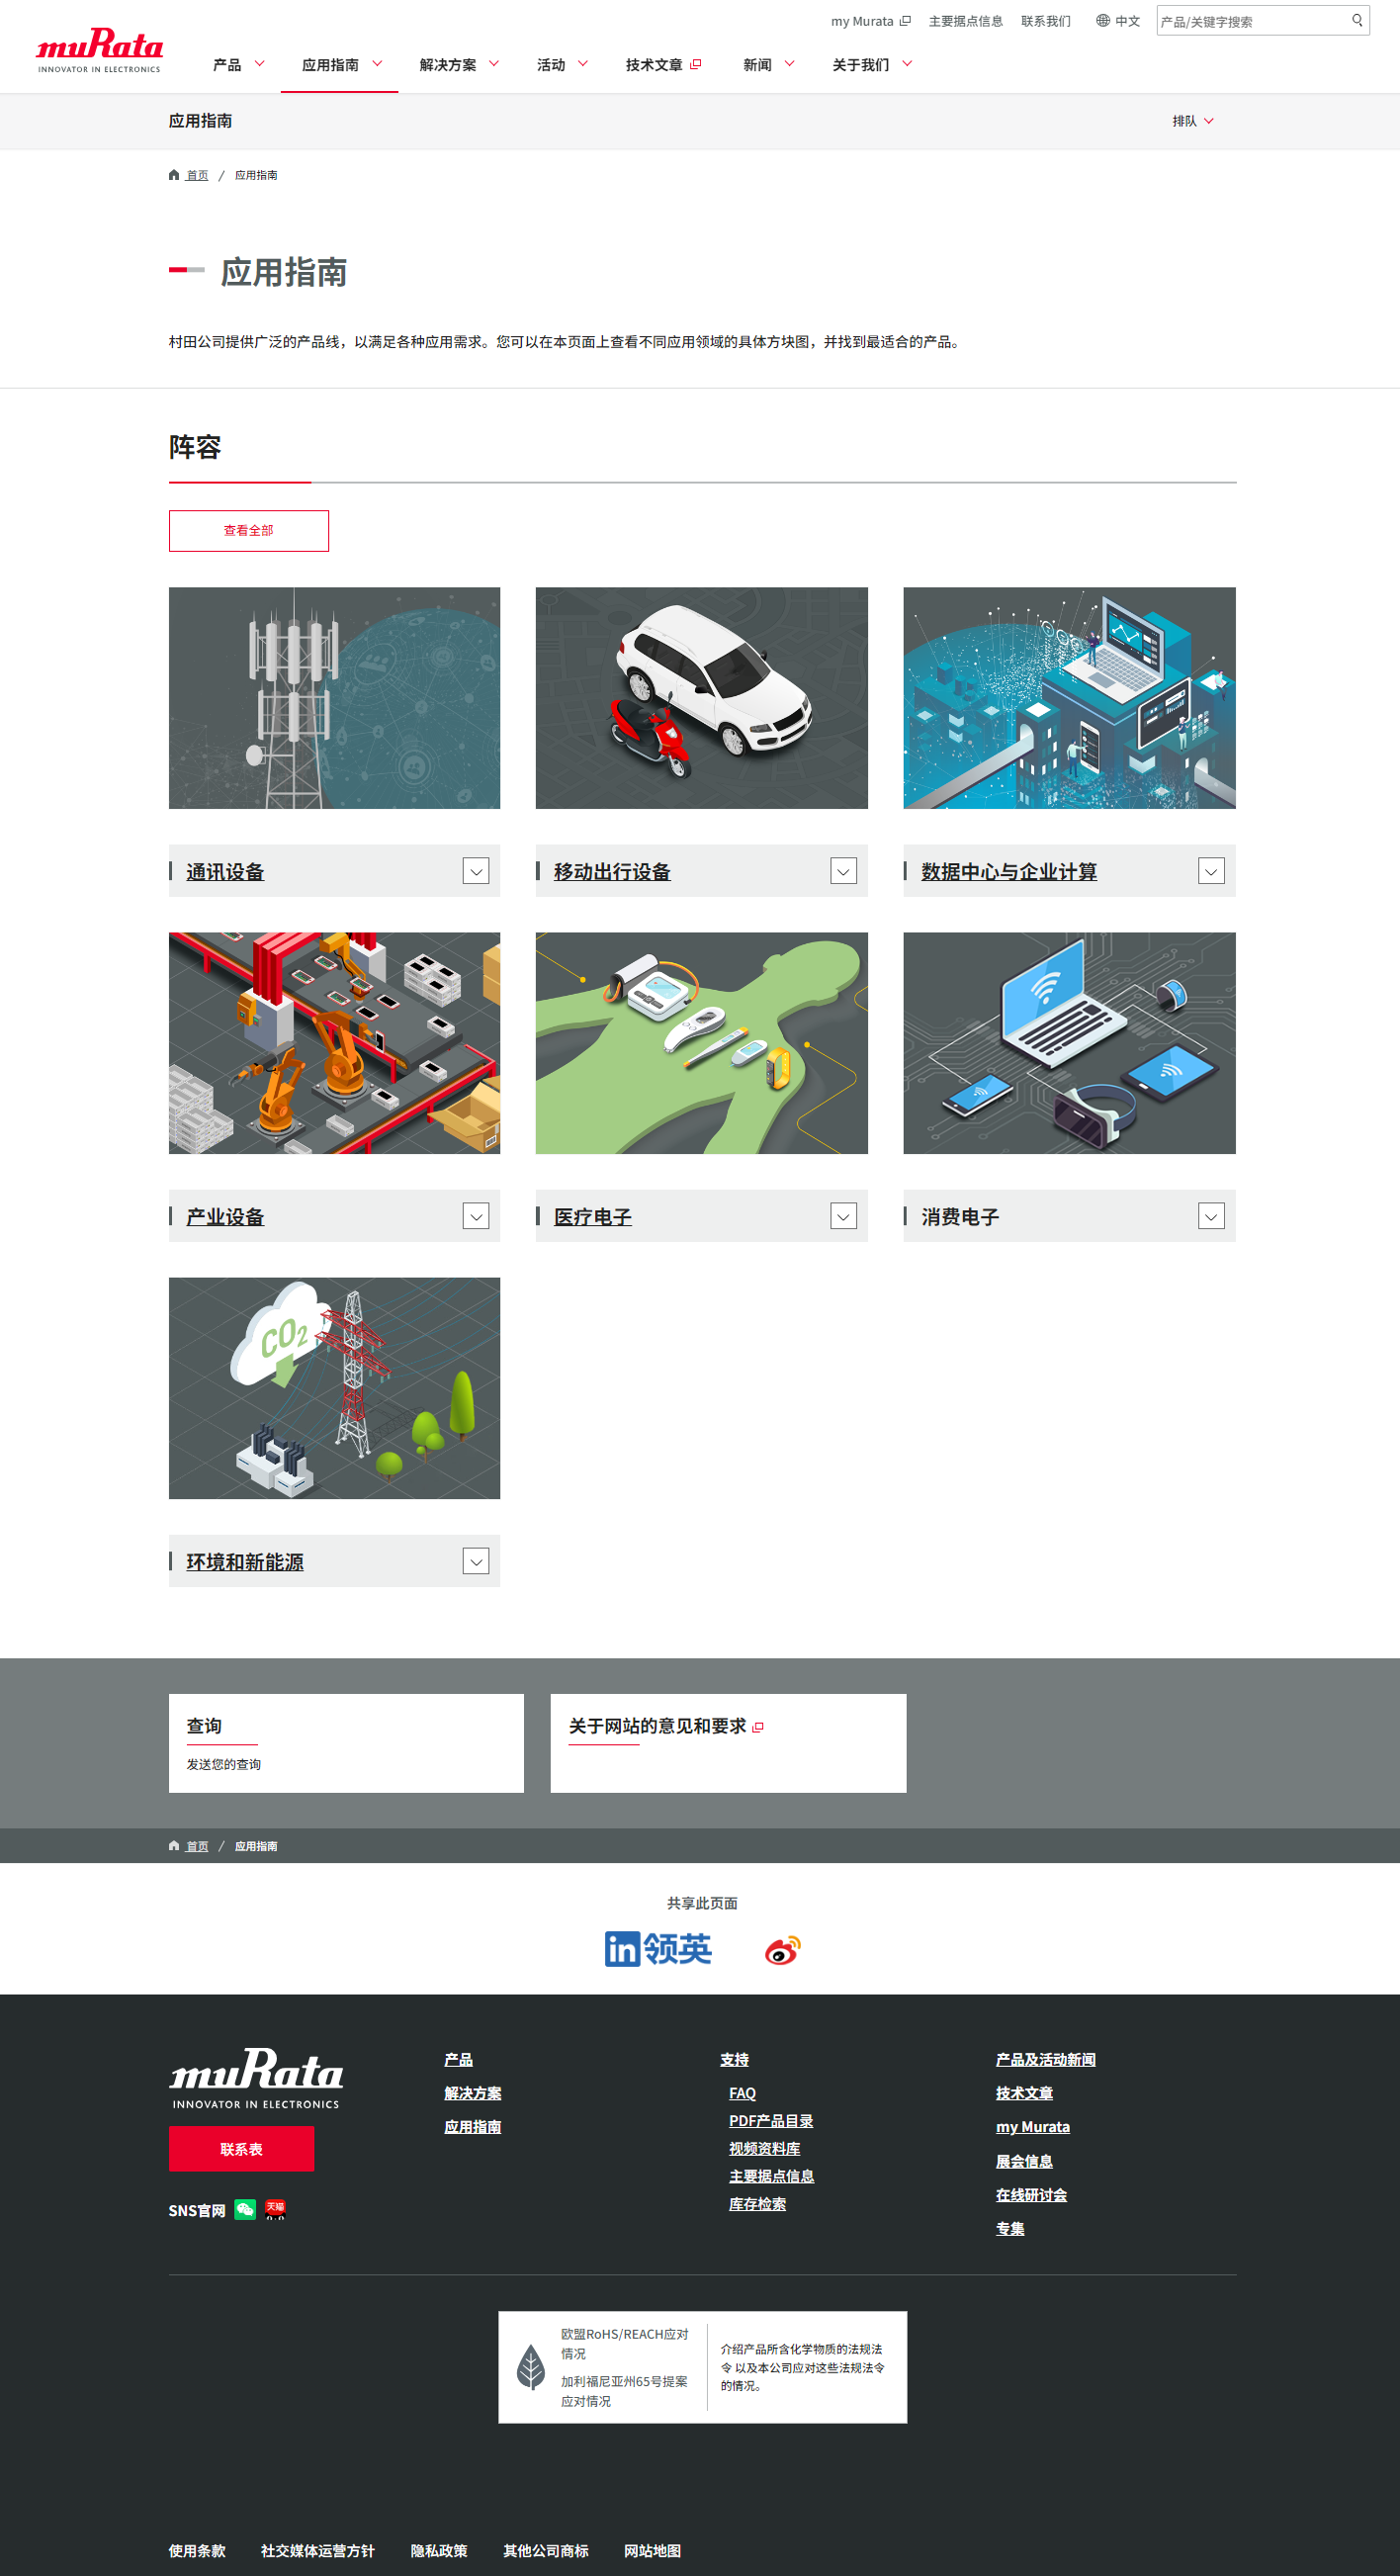 my Murata 主要据点信息 联系我们 中文 产品/关键字搜索
muRata
INNOVATOR IN ELECTRONICS
产品 应用指南 解决方案 活动 技术文章 新闻 关于我们
应用指南 排队
首页 / 应用指南
应用指南
村田公司提供广泛的产品线，以满足各种应用需求。您可以在本页面上查看不同应用领域的具体方块图，并找到最适合的产品。
阵容
查看全部
通讯设备 移动出行设备 数据中心与企业计算
产业设备 医疗电子 消费电子
CO2
环境和新能源
查询 关于网站的意见和要求
发送您的查询
首页 / 应用指南
共享此页面
in领英
muRata
INNOVATOR IN ELECTRONICS
联系表
SNS官网 天猫
产品
解决方案
应用指南
支持
FAQ
PDF产品目录
视频资料库
主要据点信息
库存检索
产品及活动新闻
技术文章
my Murata
展会信息
在线研讨会
专集
欧盟RoHS/REACH应对
情况
加利福尼亚州65号提案
应对情况
介绍产品所含化学物质的法规法
令 以及本公司应对这些法规法令
的情况。
使用条款 社交媒体运营方针 隐私政策 其他公司商标 网站地图